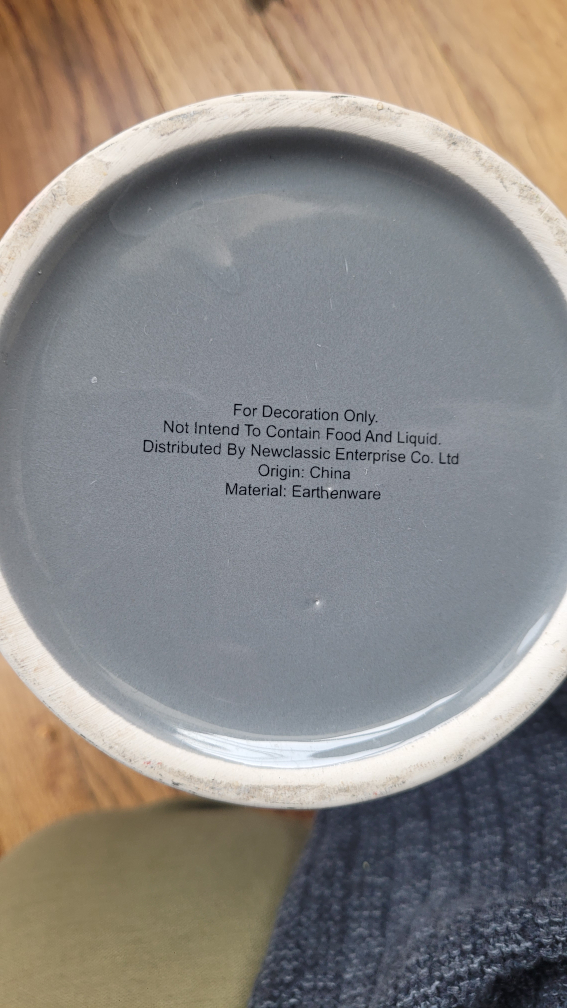 For Decoration Only.
Not Intend To Contain Food And Liquid.
Distributed By Newclassic Enterprise Co. Ltd
Origin: China
Material: Earthenware